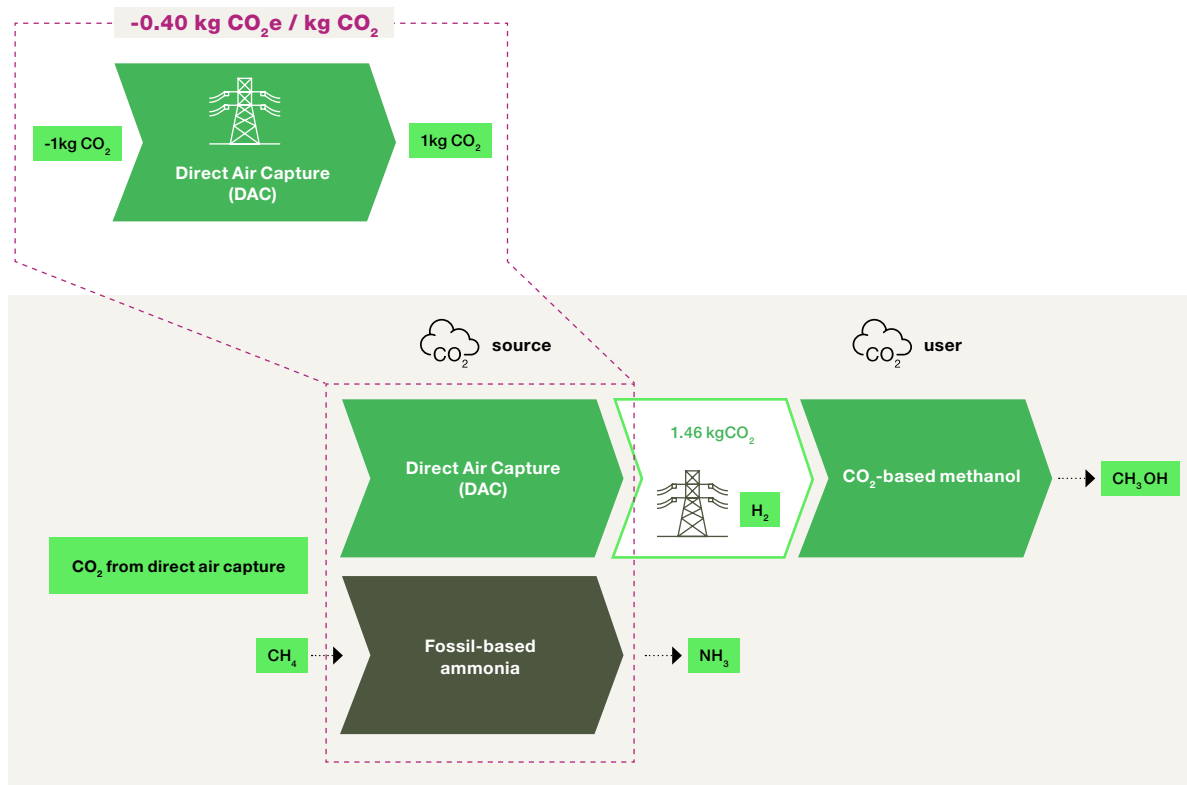 -0.40 kg CO₂e / kg CO₂
-1kg CO₂
Direct Air Capture
(DAC)
1kg CO₂
CO₂
source
CO₂
user
Direct Air Capture
(DAC)
1.46 kgCO₂
H₂
CO₂-based methanol
CH₃OH
CO₂ from direct air capture
CH₄
Fossil-based
ammonia
NH₃